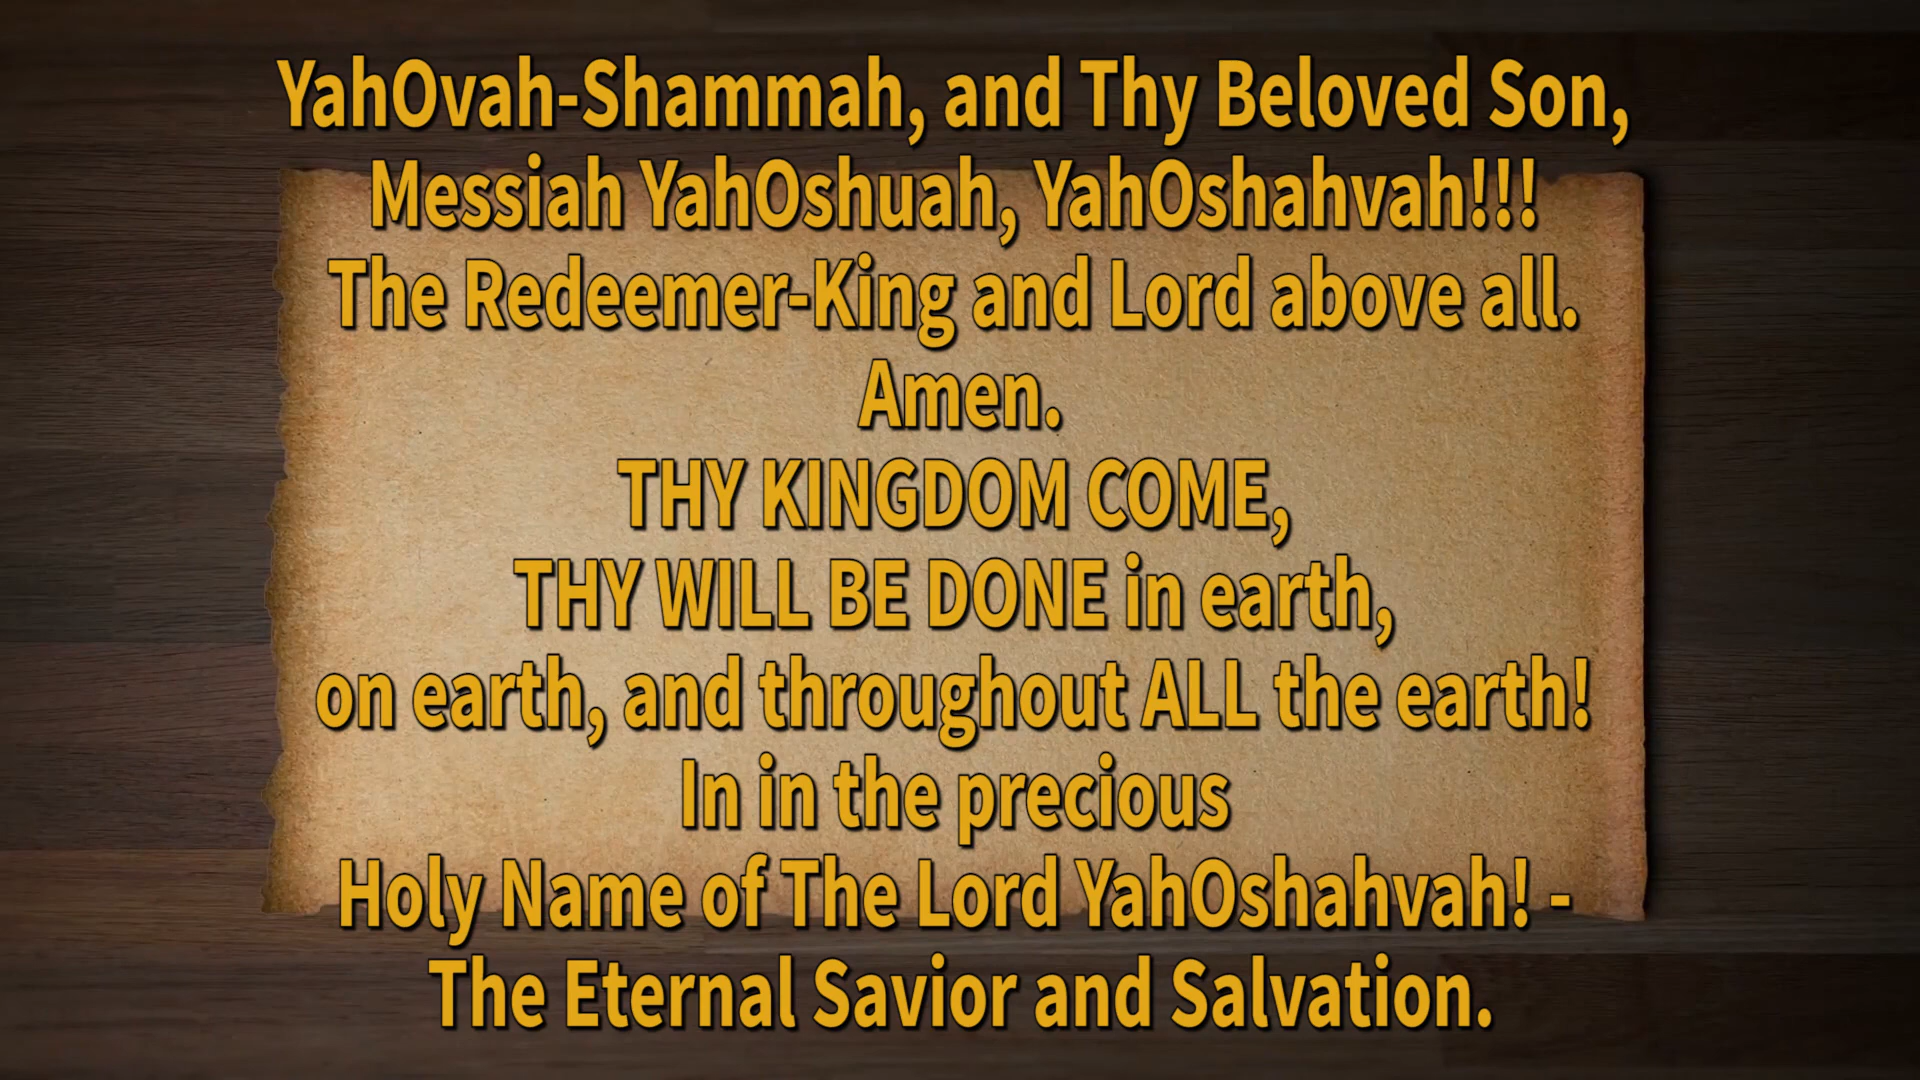 YahOvah-Shammah, and Thy Beloved Son,
Messiah YahOshuah, YahOshahvah!!!
The Redeemer-King and Lord above all.
Amen.
THY KINGDOM COME,
THY WILL BE DONE in earth,
on earth, and throughout ALL the earth!
In in the precious
Holy Name of The Lord YahOshahvah! -
The Eternal Savior and Salvation.